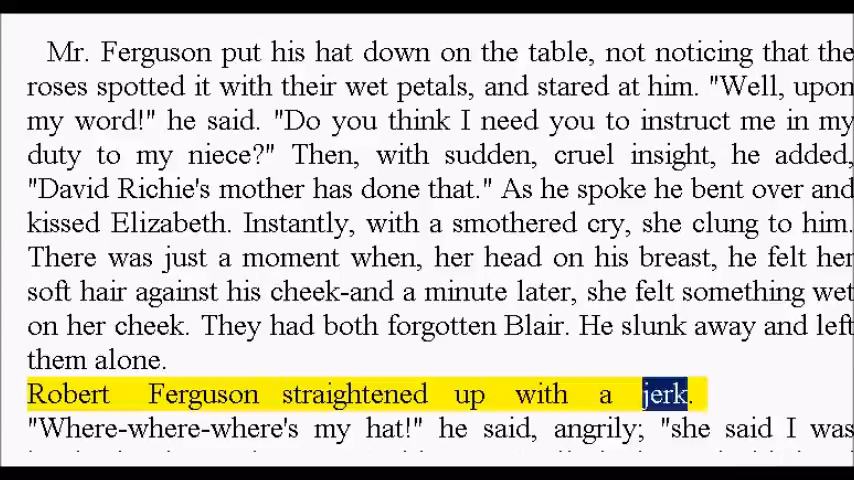 Mr. Ferguson put his hat down on the table, not noticing that the
roses spotted it with their wet petals, and stared at him. "Well, upon
my word!" he said. "Do you think I need you to instruct me in my
duty to my niece?" Then, with sudden, cruel insight, he added,
"David Richie's mother has done that." As he spoke he bent over and
kissed Elizabeth. Instantly, with a smothered cry, she clung to him.
There was just a moment when, her head on his breast, he felt her
soft hair against his cheek-and a minute later, she felt something wet
on her cheek. They had both forgotten Blair. He slunk away and left
them alone.
Robert Ferguson straightened up with a jerk.
"Where-where-where's my hat!" he said, angrily; "she said I was